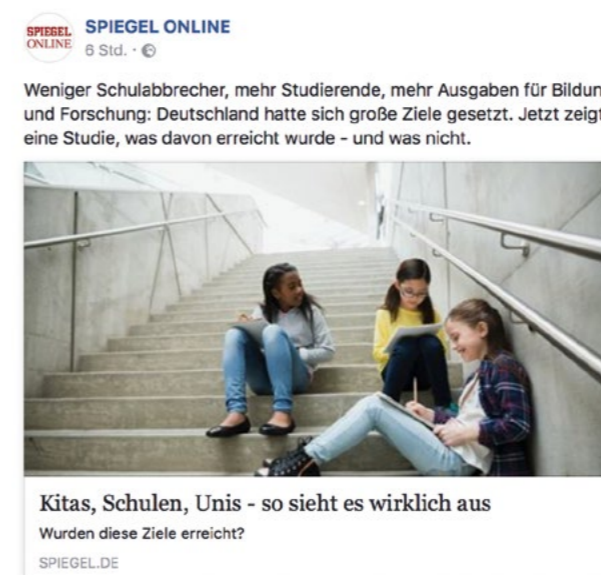 SPIEGEL
ONLINE
SPIEGEL ONLINE
6 Std. ·
Weniger Schulabbrecher, mehr Studierende, mehr Ausgaben für Bildun
und Forschung: Deutschland hatte sich große Ziele gesetzt. Jetzt zeigt
eine Studie, was davon erreicht wurde - und was nicht.
Kitas, Schulen, Unis - so sieht es wirklich aus
Wurden diese Ziele erreicht?
SPIEGEL.DE